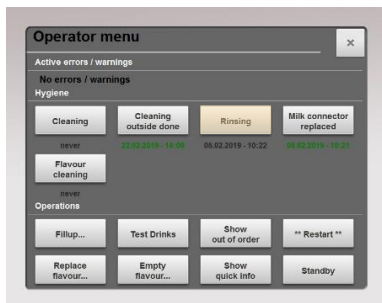 Operator menu
×
Active errors / warnings
No errors / warnings
Hygiene
Cleaning
Cleaning
outside done
Rinsing
Milk connector
replaced
never
22.02.2019 - 14:09
06.02.2019 - 10:22
06.02.2019 - 10:21
Flavour
cleaning
never
Operations
Fillup...
Test Drinks
Show
out of order
** Restart **
Replace
flavour...
Empty
flavour...
Show
quick info
Standby